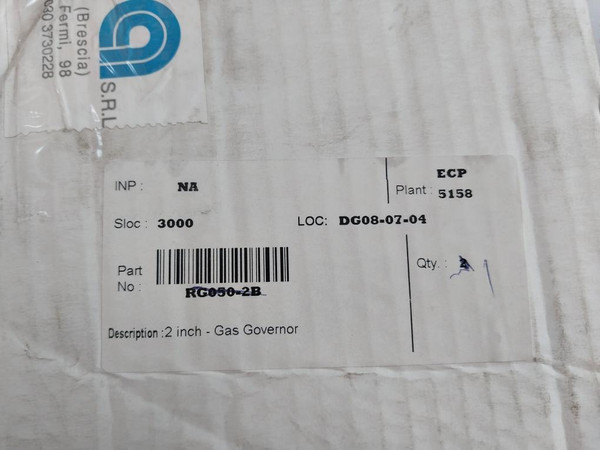 (Brescia)
Fermi, 98
030 3730228
S.R.L
INP : NA
ECP
Plant : 5158
Sloc : 3000
LOC: DG08-07-04
Part
No :
RG050-2B
Qty. :
1
Description : 2 inch - Gas Governor